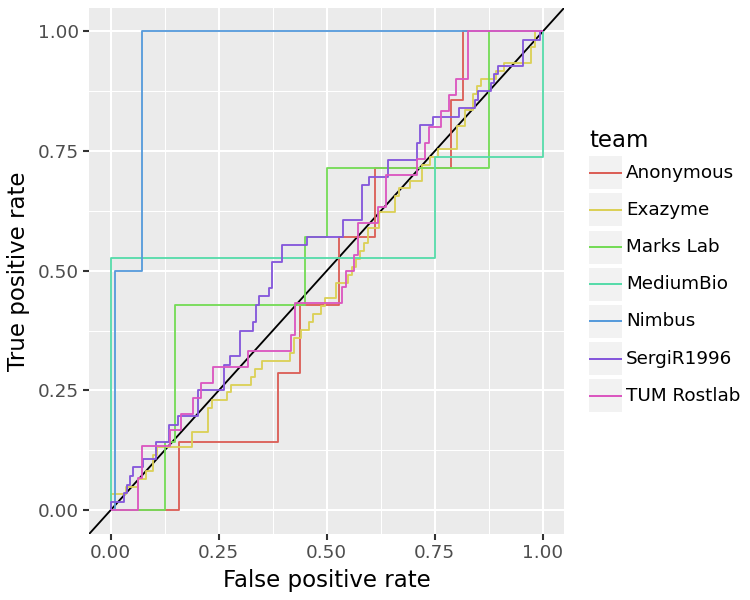 1.00
0.75
0.50
0.25
0.00
True positive rate
0.00 0.25 0.50 0.75 1.00
False positive rate
team
Anonymous
Exazyme
Marks Lab
MediumBio
Nimbus
SergiR1996
TUM Rostlab